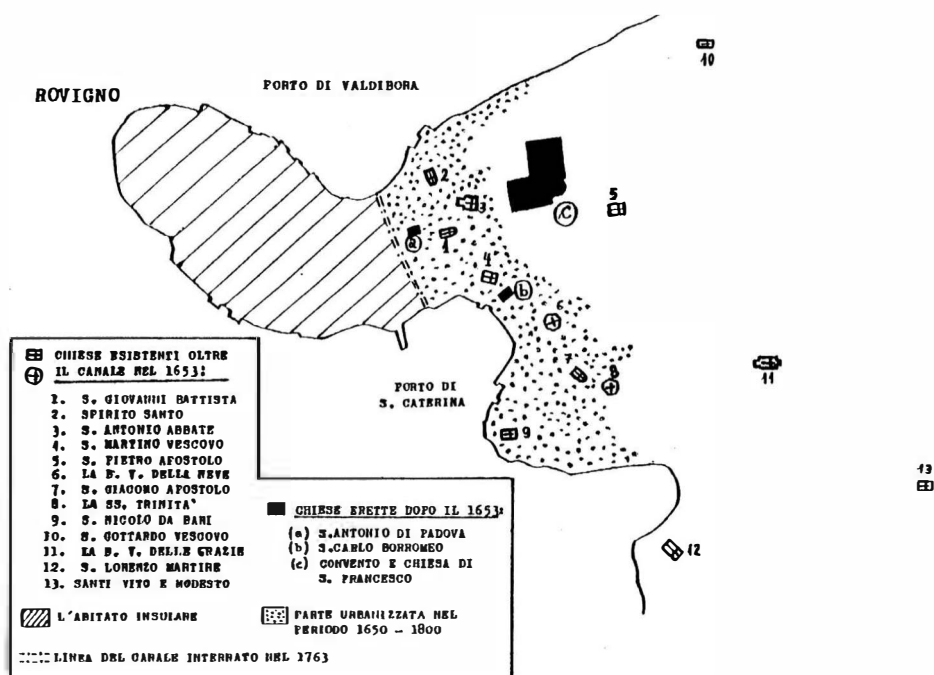 ROVIGNO
PORTO DI VALDIBORA
10
2
3
5
(c)
(a)
1
4
(b)
6
7
8
11
PORTO DI
S. CATERINA
9
13
12
CHIESE ESISTENTI OLTRE
IL CANALE NEL 1653:
1. S. GIOVANNI BATTISTA
2. SPIRITO SANTO
3. S. ANTONIO ABBATE
4. S. MARTINO VESCOVO
5. S. PIETRO APOSTOLO
6. LA B. V. DELLA NEVE
7. S. GIACOMO APOSTOLO
8. LA SS. TRINITA'
9. S. NICOLO DA BARI
10. S. GOTTARDO VESCOVO
11. LA B. V. DELLE GRAZIE
12. S. LORENZO MARTIRE
13. SANTI VITO E MODESTO
CHIESE ERETTE DOPO IL 1653:
(a) S.ANTONIO DI PADOVA
(b) S.CARLO BORROMEO
(c) CONVENTO E CHIESA DI
S. FRANCESCO
L'ABITATO INSULARE
PARTE URBANIZZATA NEL
PERIODO 1650 - 1800
LINEA DEL CANALE INTERRATO NEL 1763